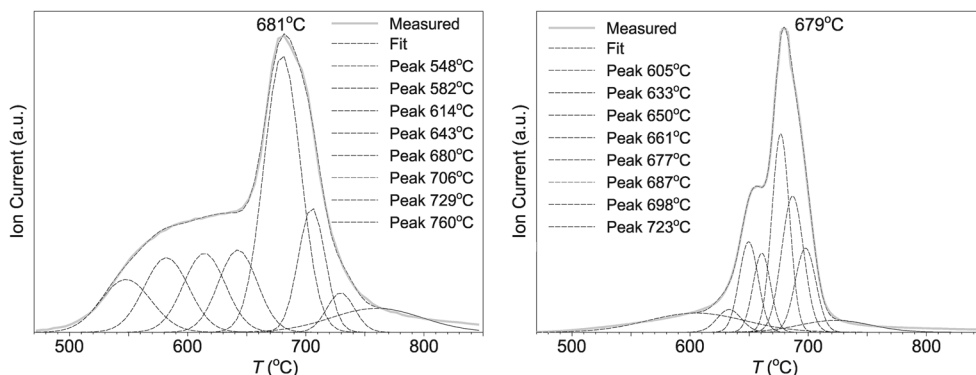 681°C
Measured
Fit
Peak 548°C
Peak 582°C
Peak 614°C
Peak 643°C
Peak 680°C
Peak 706°C
Peak 729°C
Peak 760°C
Ion Current (a.u.)
500 600 700 800
T (°C)
679°C
Measured
Fit
Peak 605°C
Peak 633°C
Peak 650°C
Peak 661°C
Peak 677°C
Peak 687°C
Peak 698°C
Peak 723°C
Ion Current (a.u.)
500 600 700 800
T (°C)